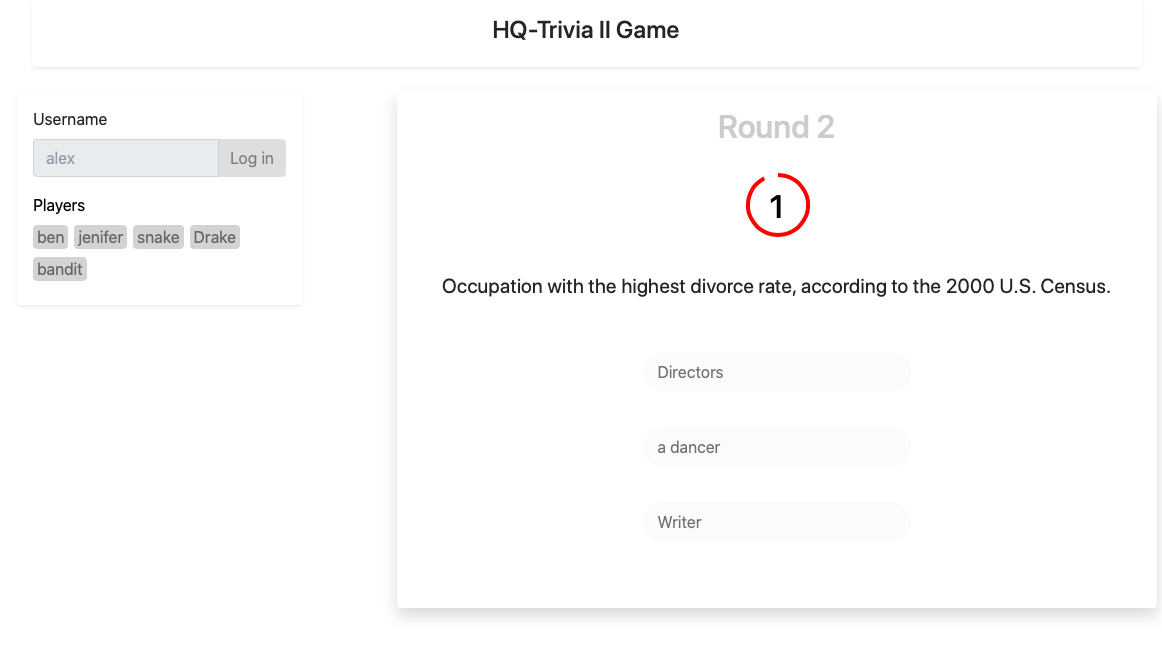 HQ-Trivia II Game
Username
alex Log in
Players
ben jenifer snake Drake
bandit
Round 2
1
Occupation with the highest divorce rate, according to the 2000 U.S. Census.
Directors
a dancer
Writer